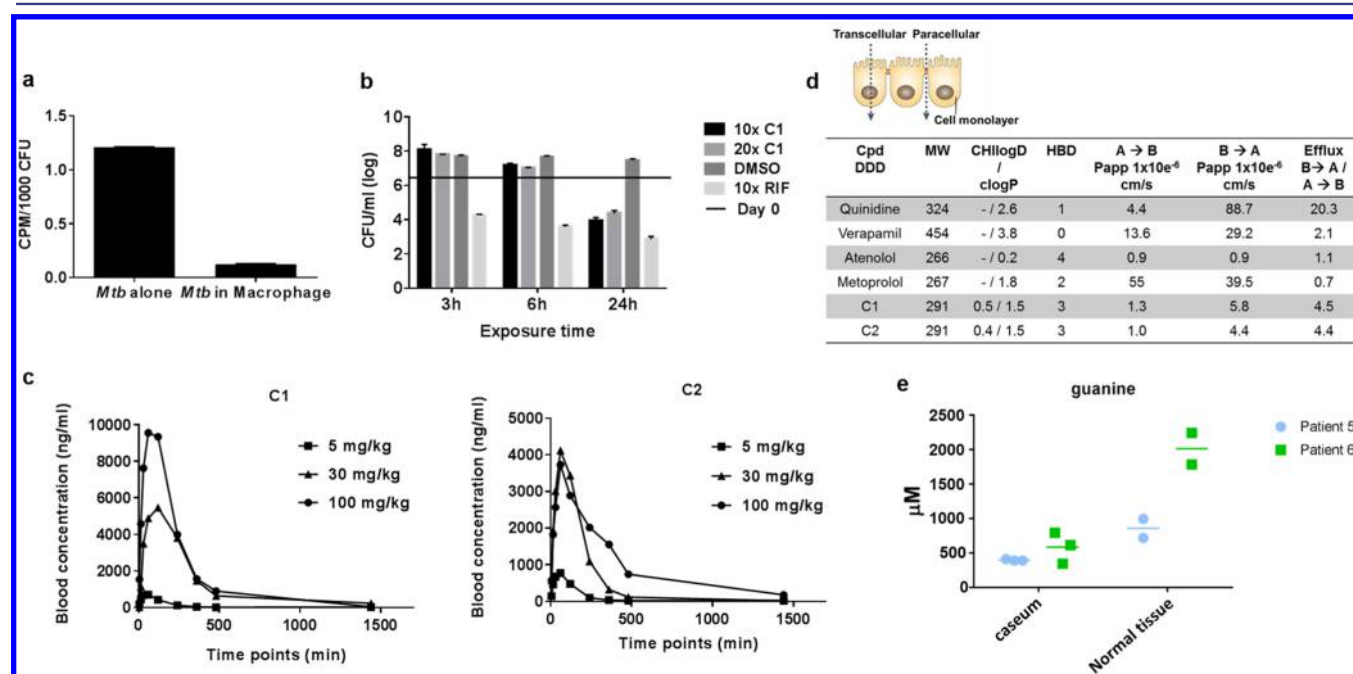 a
CPM/1000 CFU
1.5
1.0
0.5
0.0
Mtb alone Mtb in Macrophage
b
CFU/ml (log)
10
8
6
4
2
0
3h 6h 24h
Exposure time
10x C1
20x C1
DMSO
10x RIF
Day 0
d
Transcellular Paracellular
Cell monolayer
Cpd DDD MW CHIlogD / clogP HBD A → B Papp 1x10e-6 cm/s B → A Papp 1x10e-6 cm/s Efflux B→ A / A → B
Quinidine 324 - / 2.6 1 4.4 88.7 20.3
Verapamil 454 - / 3.8 0 13.6 29.2 2.1
Atenolol 266 - / 0.2 4 0.9 0.9 1.1
Metoprolol 267 - / 1.8 2 55 39.5 0.7
C1 291 0.5 / 1.5 3 1.3 5.8 4.5
C2 291 0.4 / 1.5 3 1.0 4.4 4.4
c
C1
Blood concentration (ng/ml)
10000
8000
6000
4000
2000
0
0 500 1000 1500
Time points (min)
5 mg/kg
30 mg/kg
100 mg/kg
C2
Blood concentration (ng/ml)
5000
4000
3000
2000
1000
0
0 500 1000 1500
Time points (min)
5 mg/kg
30 mg/kg
100 mg/kg
e
guanine
µM
2500
2000
1500
1000
500
0
caseum
Normal tissue
Patient 5
Patient 6